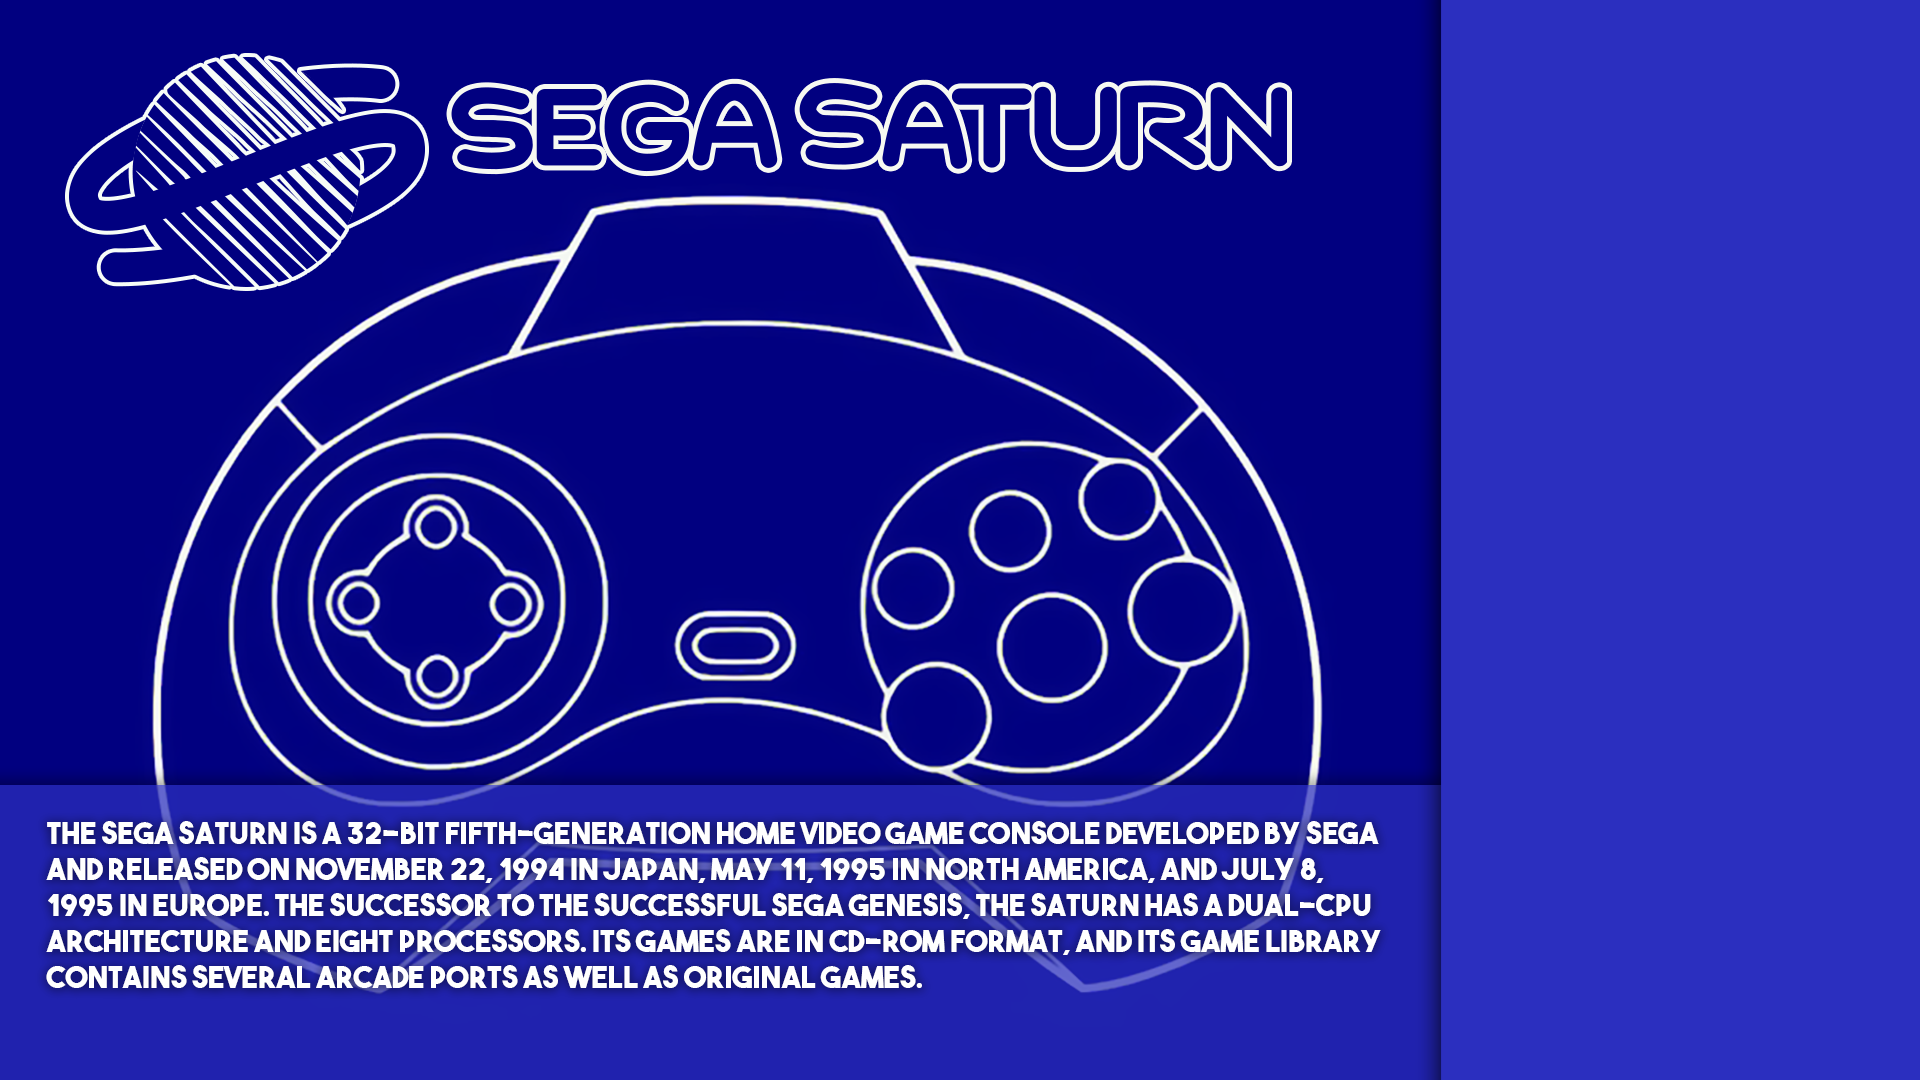 SEGA SATURN
THE SEGA SATURN IS A 32-BIT FIFTH-GENERATION HOME VIDEO GAME CONSOLE DEVELOPED BY SEGA
AND RELEASED ON NOVEMBER 22, 1994 IN JAPAN, MAY 11, 1995 IN NORTH AMERICA, AND JULY 8,
1995 IN EUROPE. THE SUCCESSOR TO THE SUCCESSFUL SEGA GENESIS, THE SATURN HAS A DUAL-CPU
ARCHITECTURE AND EIGHT PROCESSORS. ITS GAMES ARE IN CD-ROM FORMAT, AND ITS GAME LIBRARY
CONTAINS SEVERAL ARCADE PORTS AS WELL AS ORIGINAL GAMES.